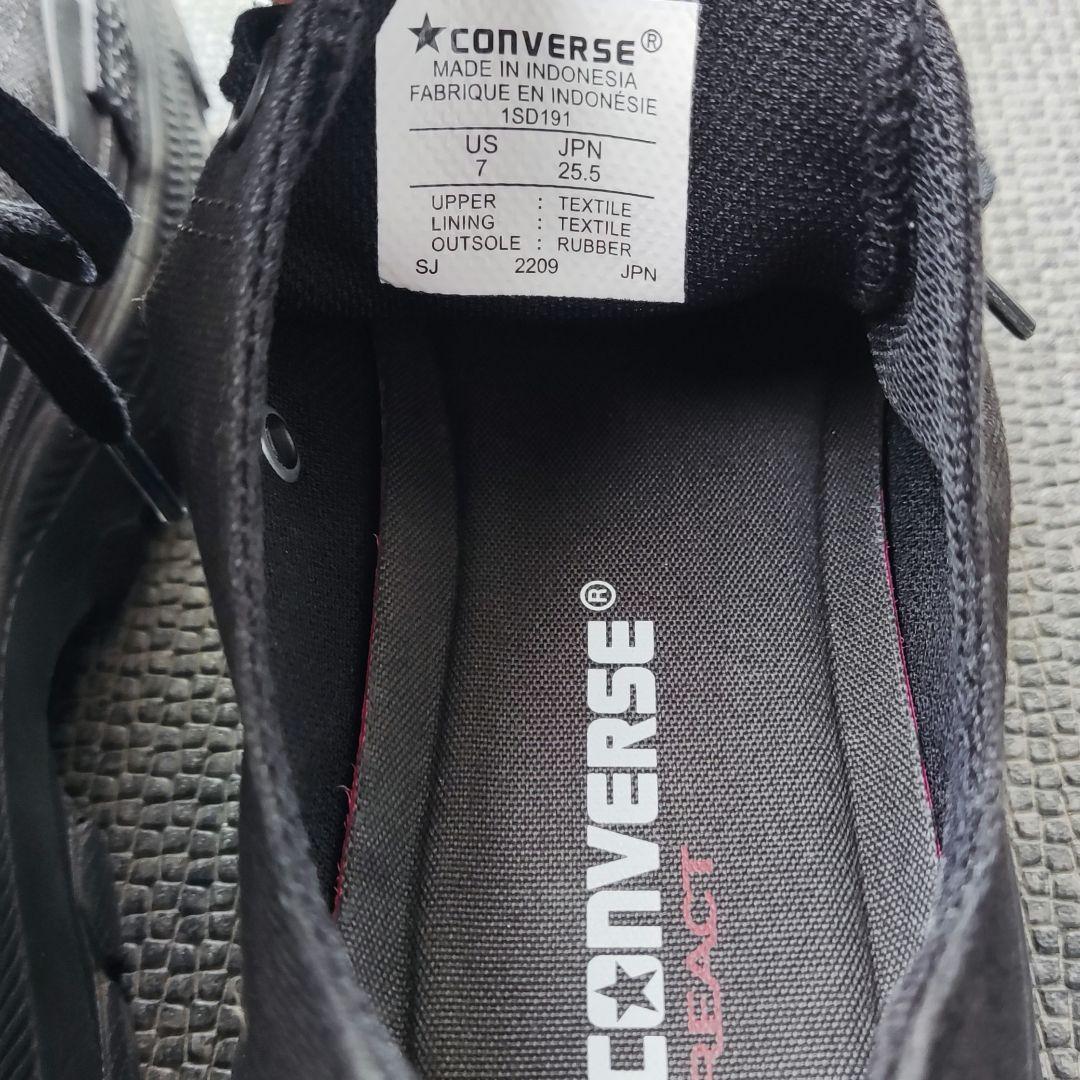 ★CONVERSE®
MADE IN INDONESIA
FABRIQUE EN INDONÉSIE
1SD191
US JPN
7 25.5
UPPER : TEXTILE
LINING : TEXTILE
OUTSOLE : RUBBER
SJ 2209 JPN
CONVERSE®
REACT